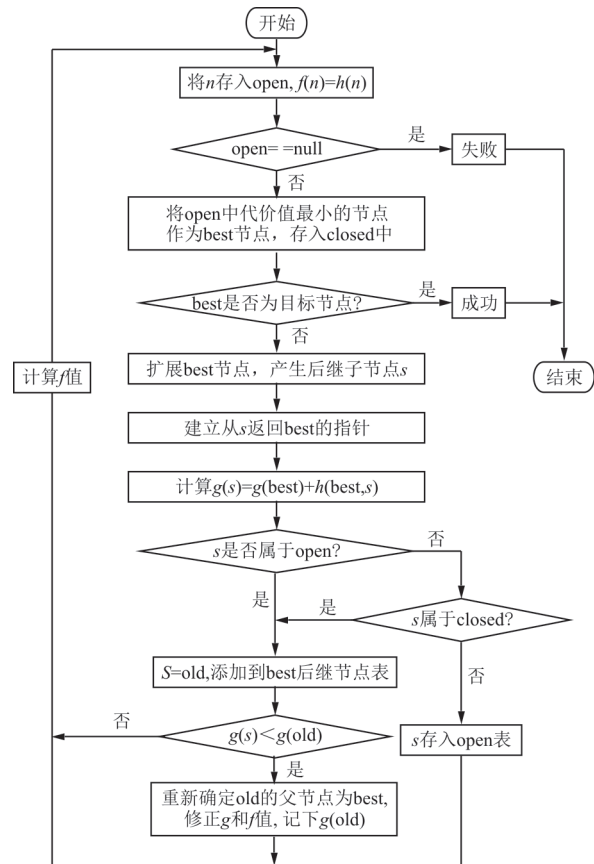 开始
将n存入open, f(n)=h(n)
open= =null
是
失败
否
将open中代价值最小的节点
作为best节点，存入closed中
best是否为目标节点?
是
成功
否
计算f值
扩展best节点，产生后继子节点s
结束
建立从s返回best的指针
计算g(s)=g(best)+h(best,s)
s是否属于open?
否
是
是
s属于closed?
S=old,添加到best后继节点表
否
否
g(s)＜g(old)
s存入open表
是
重新确定old的父节点为best,
修正g和f值, 记下g(old)